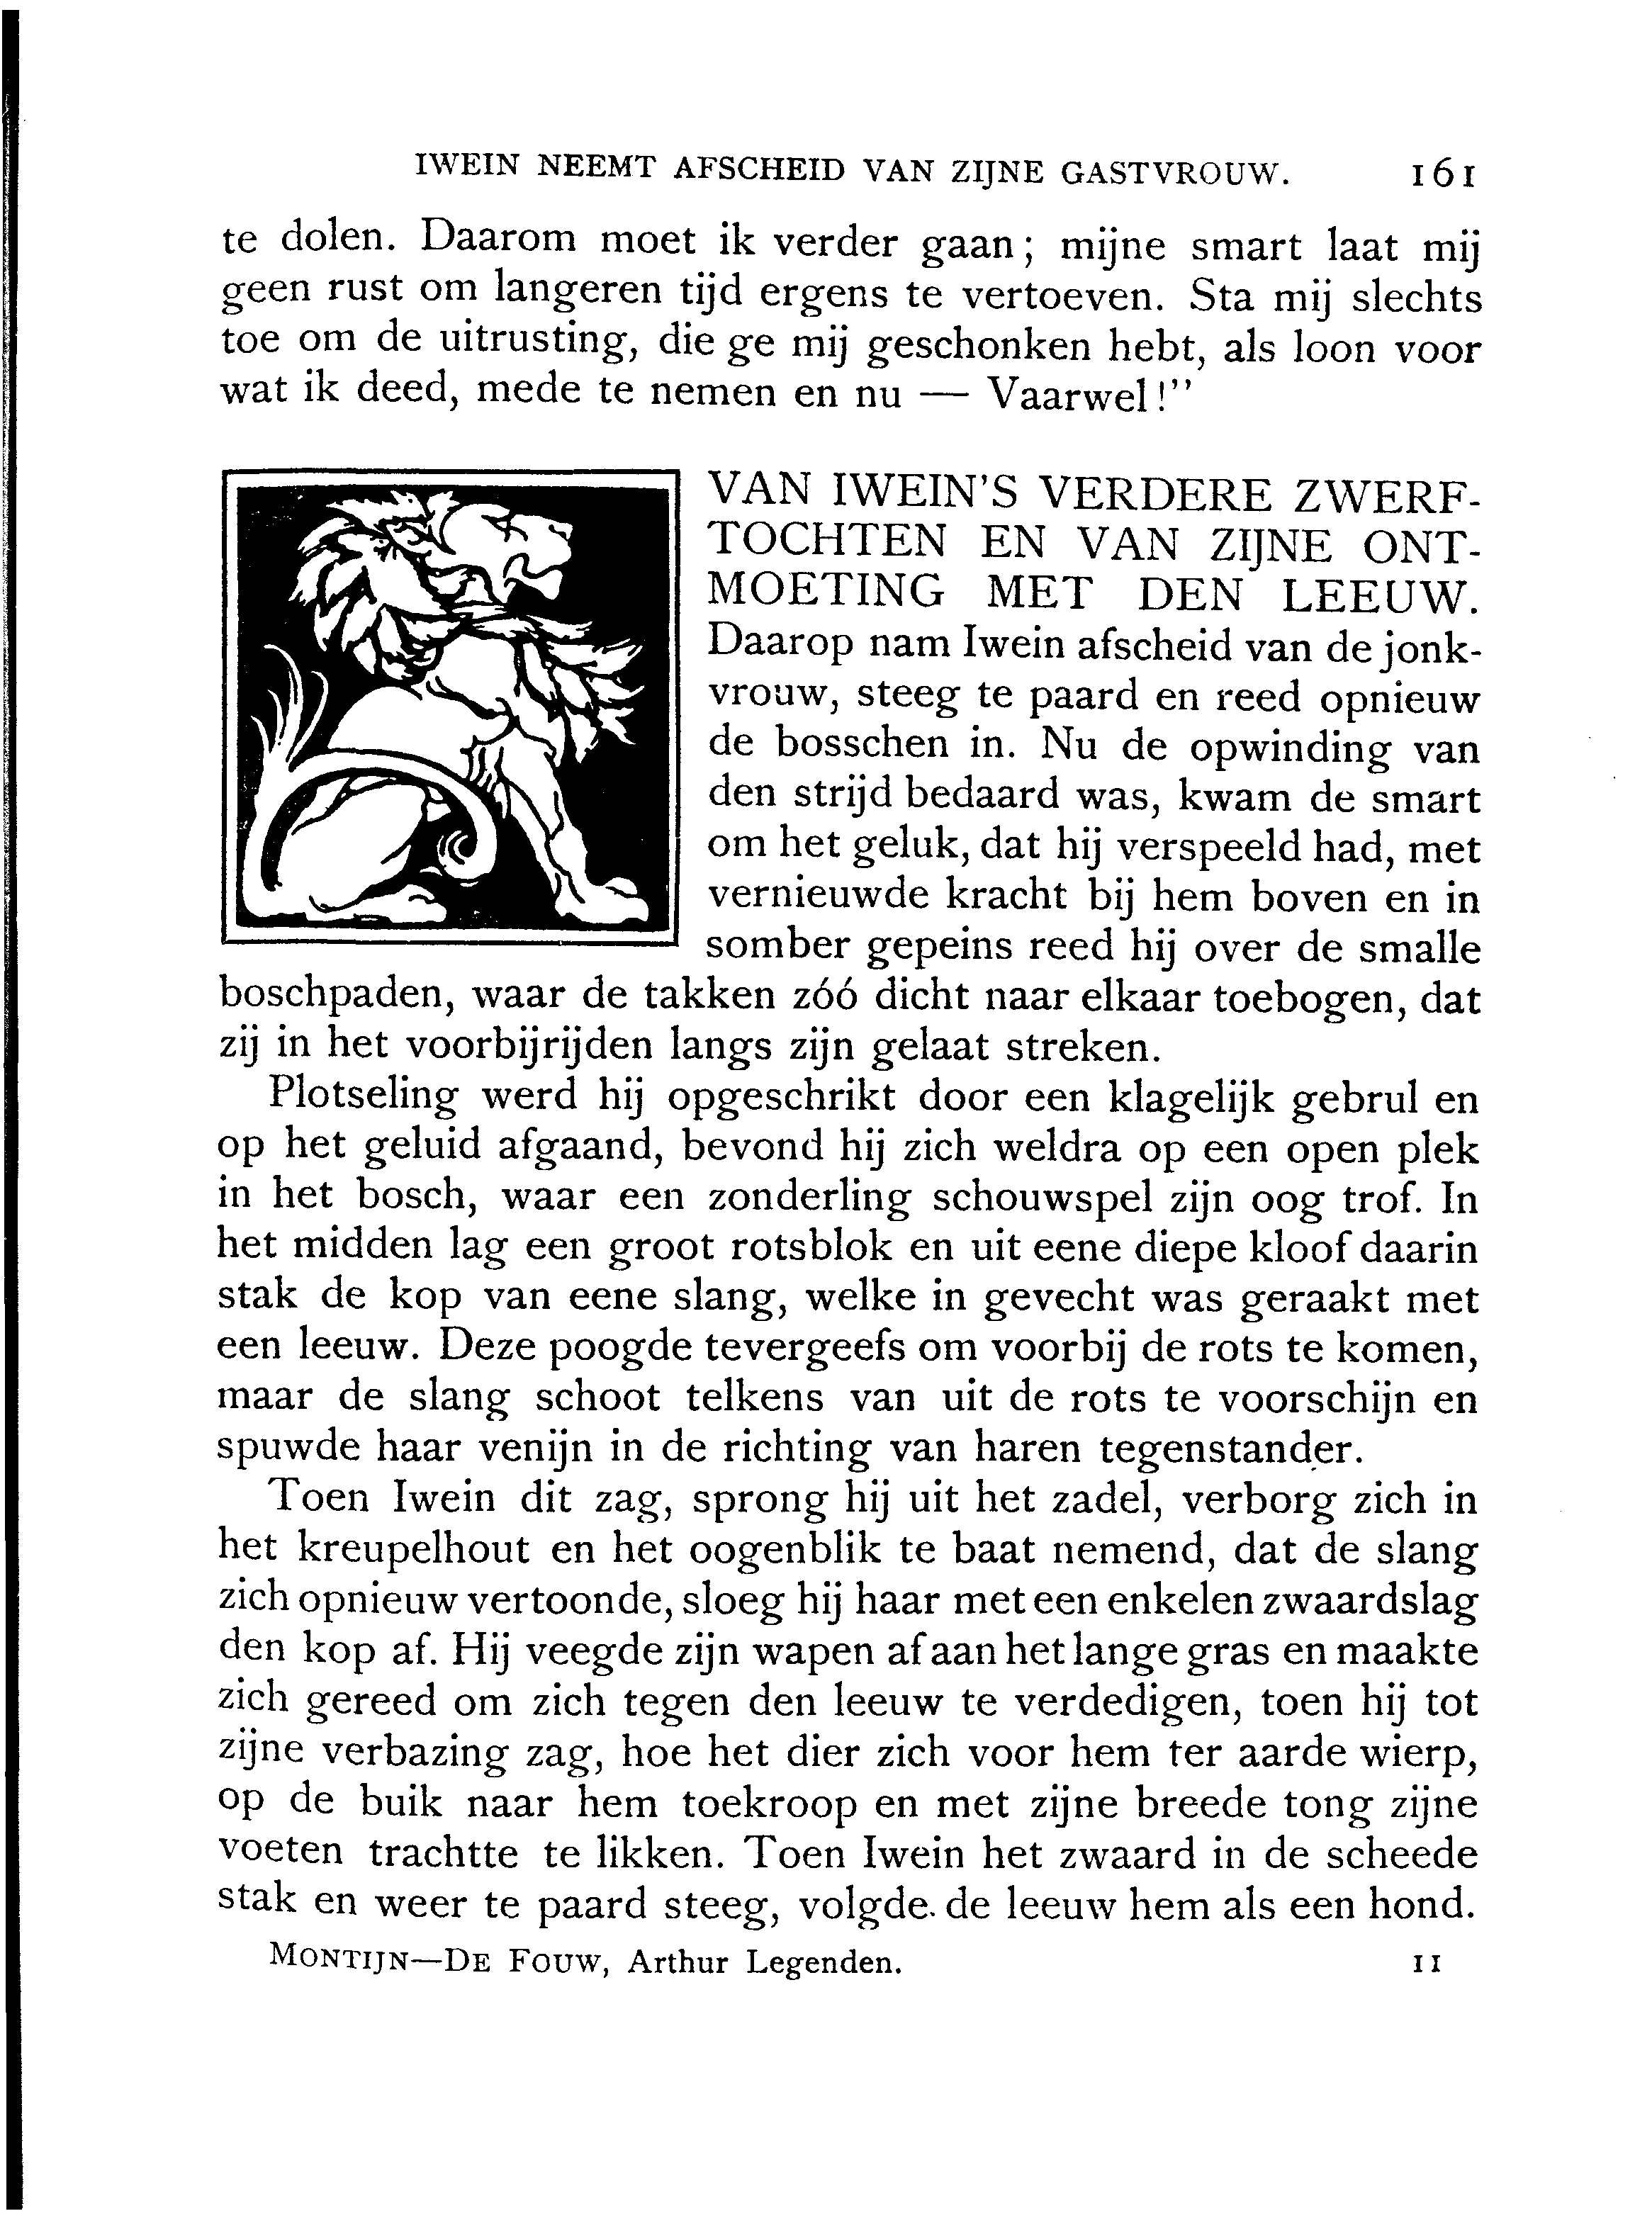 IWEIN NEEMT AFSCHEID VAN ZIJNE GASTVROUW. 161
te dolen. Daarom moet ik verder gaan; mijne smart laat mij
geen rust om langeren tijd ergens te vertoeven. Sta mij slechts
toe om de uitrusting, die ge mij geschonken hebt, als loon voor
wat ik deed, mede te nemen en nu — Vaarwel!”
VAN IWEIN'S VERDERE ZWERF-
TOCHTEN EN VAN ZIJNE ONT-
MOETING MET DEN LEEUW.
Daarop nam Iwein afscheid van de jonk-
vrouw, steeg te paard en reed opnieuw
de bosschen in. Nu de opwinding van
den strijd bedaard was, kwam de smart
om het geluk, dat hij verspeeld had, met
vernieuwde kracht bij hem boven en in
somber gepeins reed hij over de smalle
boschpaden, waar de takken zóó dicht naar elkaar toebogen, dat
zij in het voorbijrijden langs zijn gelaat streken.
Plotseling werd hij opgeschrikt door een klagelijk gebrul en
op het geluid afgaand, bevond hij zich weldra op een open plek
in het bosch, waar een zonderling schouwspel zijn oog trof. In
het midden lag een groot rotsblok en uit eene diepe kloof daarin
stak de kop van eene slang, welke in gevecht was geraakt met
een leeuw. Deze poogde tevergeefs om voorbij de rots te komen,
maar de slang schoot telkens van uit de rots te voorschijn en
spuwde haar venijn in de richting van haren tegenstander.
Toen Iwein dit zag, sprong hij uit het zadel, verborg zich in
het kreupelhout en het oogenblik te baat nemend, dat de slang
zich opnieuw vertoonde, sloeg hij haar met een enkelen zwaardslag
den kop af. Hij veegde zijn wapen af aan het lange gras en maakte
zich gereed om zich tegen den leeuw te verdedigen, toen hij tot
zijne verbazing zag, hoe het dier zich voor hem ter aarde wierp,
op de buik naar hem toekroop en met zijne breede tong zijne
voeten trachtte te likken. Toen Iwein het zwaard in de scheede
stak en weer te paard steeg, volgde de leeuw hem als een hond.
MONTIJN—DE FOUW, Arthur Legenden. 11